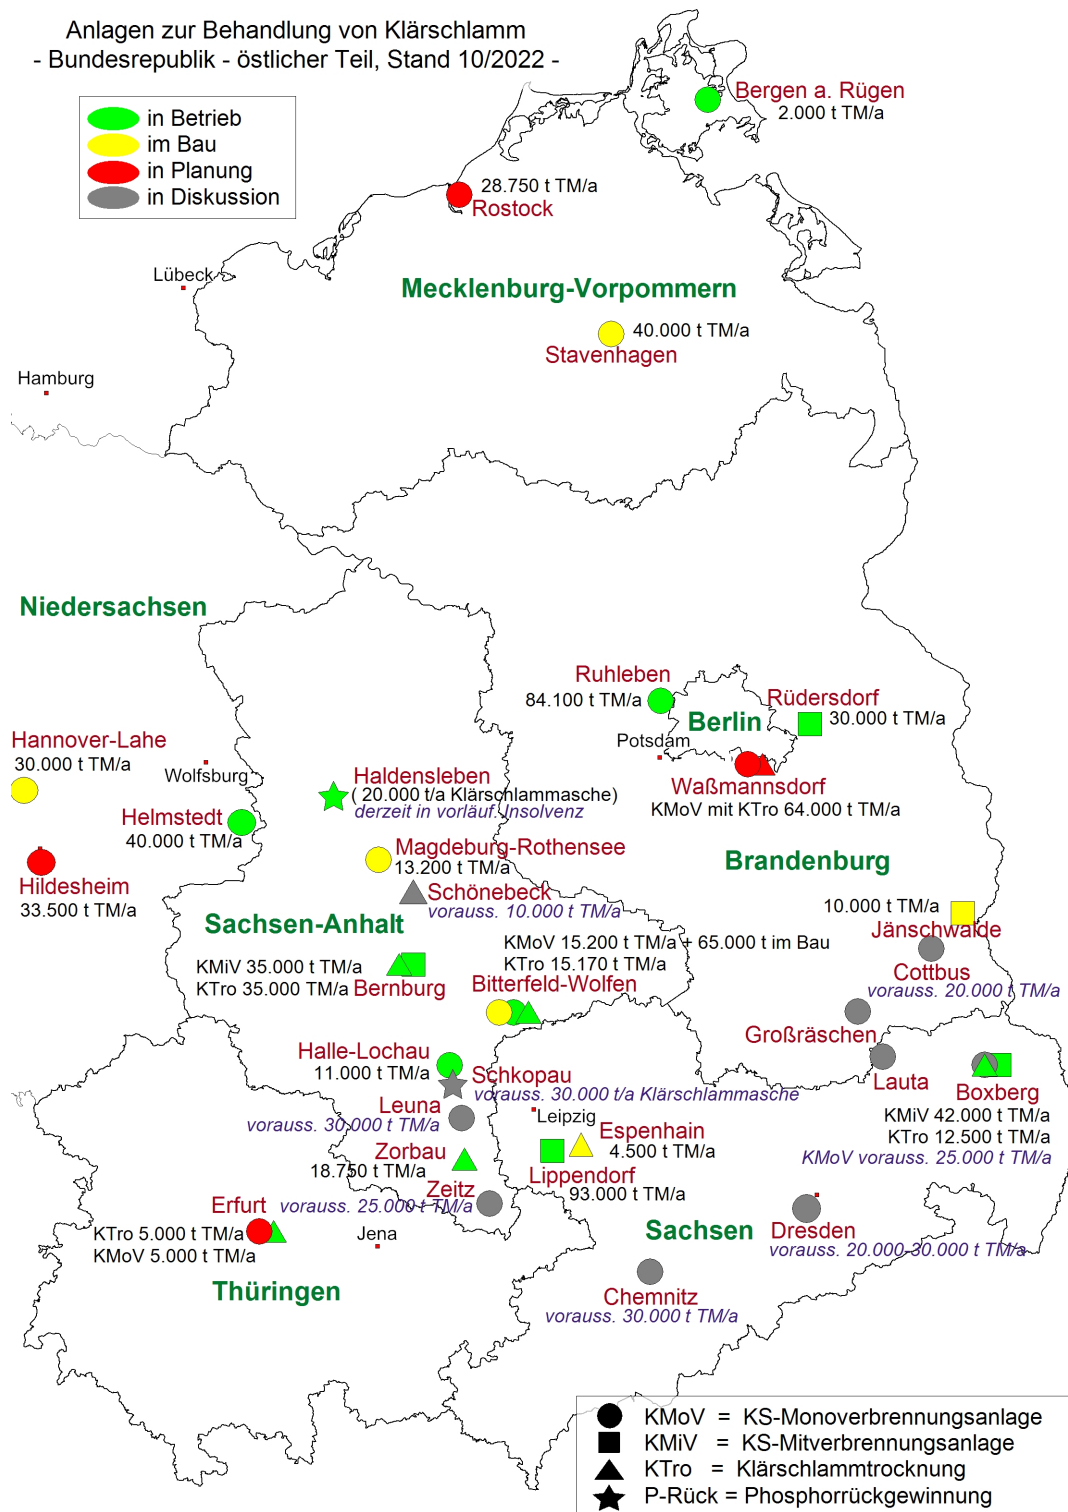 Anlagen zur Behandlung von Klärschlamm
- Bundesrepublik - östlicher Teil, Stand 10/2022 -
in Betrieb
im Bau
in Planung
in Diskussion
Bergen a. Rügen
2.000 t TM/a
28.750 t TM/a
Rostock
Lübeck
Mecklenburg-Vorpommern
40.000 t TM/a
Stavenhagen
Hamburg
Niedersachsen
Ruhleben
84.100 t TM/a
Rüdersdorf
30.000 t TM/a
Berlin
Potsdam
Hannover-Lahe
30.000 t TM/a
Wolfsburg
Haldensleben
( 20.000 t/a Klärschlammasche)
derzeit in vorläuf. Insolvenz
Waßmannsdorf
KMoV mit KTro 64.000 t TM/a
Helmstedt
40.000 t TM/a
Magdeburg-Rothensee
13.200 t TM/a
Brandenburg
Hildesheim
33.500 t TM/a
Schönebeck
vorauss. 10.000 t TM/a
Sachsen-Anhalt
10.000 t TM/a
Jänschwalde
KMoV 15.200 t TM/a + 65.000 t im Bau
KTro 15.170 t TM/a
Bitterfeld-Wolfen
KMiV 35.000 t TM/a
KTro 35.000 t TM/a
Bernburg
Cottbus
vorauss. 20.000 t TM/a
Großräschen
Halle-Lochau
11.000 t TM/a
Schkopau
vorauss. 30.000 t/a Klärschlammasche
Lauta
Boxberg
KMiV 42.000 t TM/a
KTro 12.500 t TM/a
KMoV vorauss. 25.000 t TM/a
Leuna
vorauss. 30.000 t TM/a
Leipzig
Espenhain
4.500 t TM/a
Zorbau
18.750 t TM/a
Lippendorf
93.000 t TM/a
Zeitz
vorauss. 25.000 t TM/a
Erfurt
KTro 5.000 t TM/a
KMoV 5.000 t TM/a
Jena
Sachsen
Dresden
vorauss. 20.000-30.000 t TM/a
Thüringen
Chemnitz
vorauss. 30.000 t TM/a
KMoV = KS-Monoverbrennungsanlage
KMiV = KS-Mitverbrennungsanlage
KTro = Klärschlammtrocknung
P-Rück = Phosphorrückgewinnung